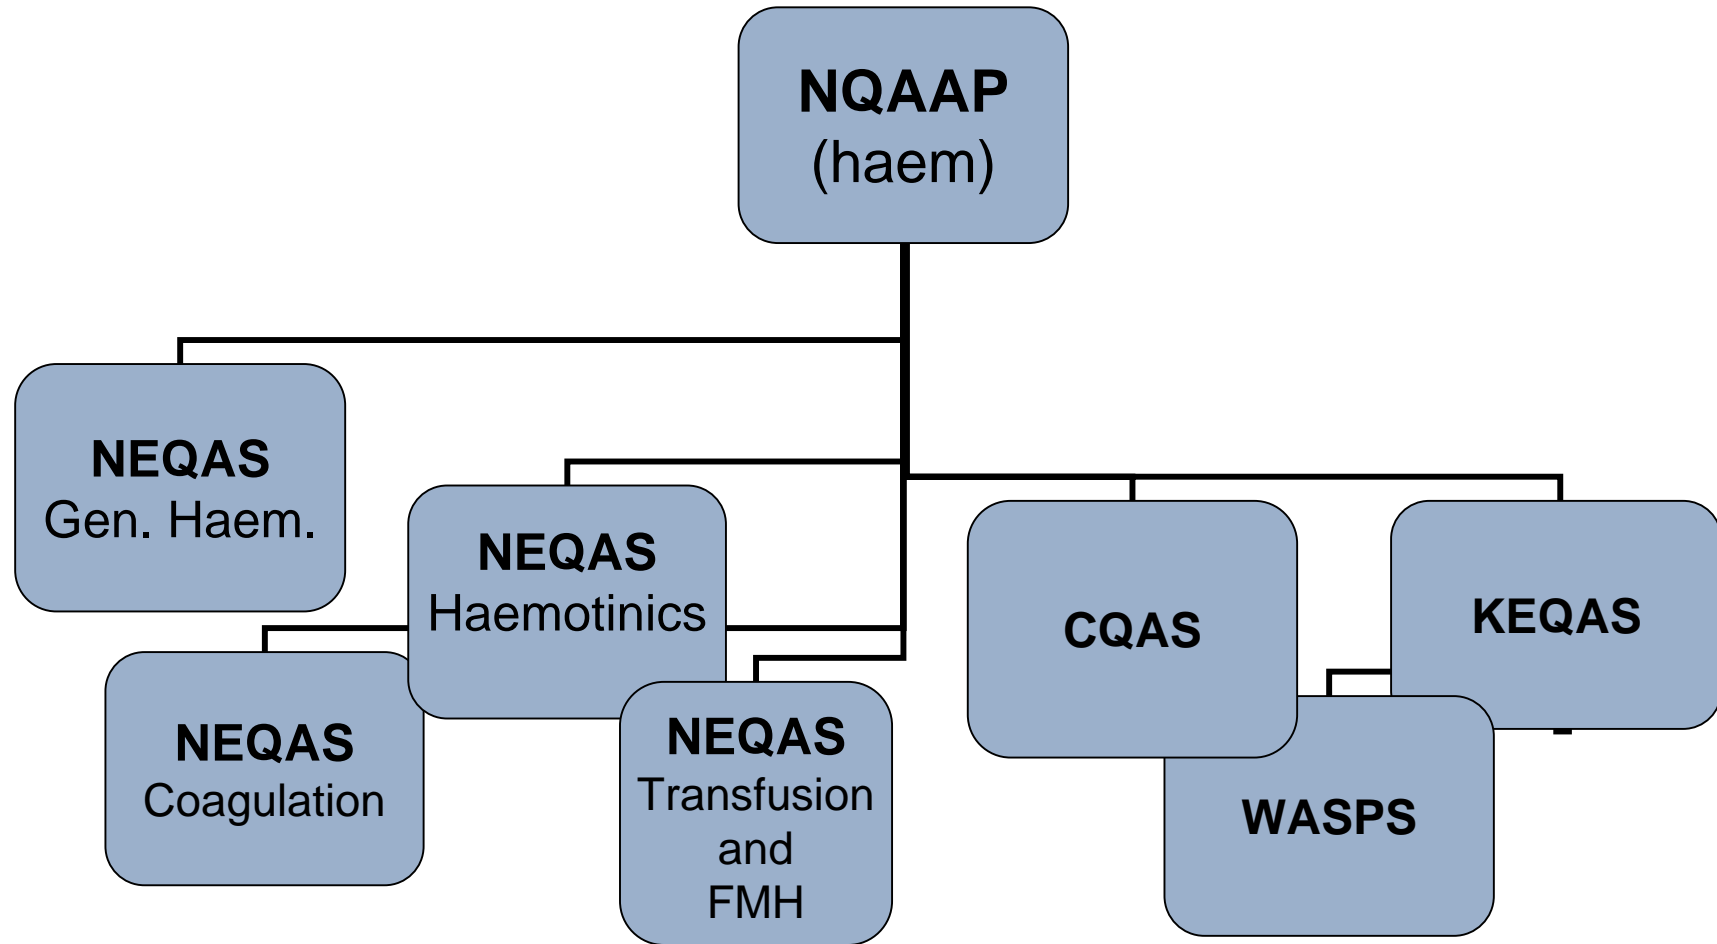 NQAAP
(haem)
NEQAS
Gen. Haem.
NEQAS
Haemotinics
NEQAS
Coagulation
NEQAS
Transfusion
and
FMH
CQAS
KEQAS
WASPS